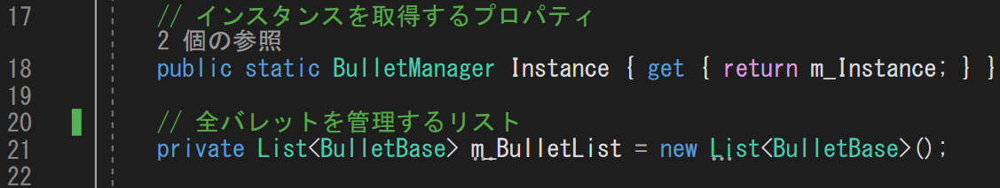 17 // インスタンスを取得するプロパティ
2 個の参照
18 public static BulletManager Instance { get { return m_Instance; } }
19
20 // 全バレットを管理するリスト
21 private List<BulletBase> m_BulletList = new List<BulletBase>();
22